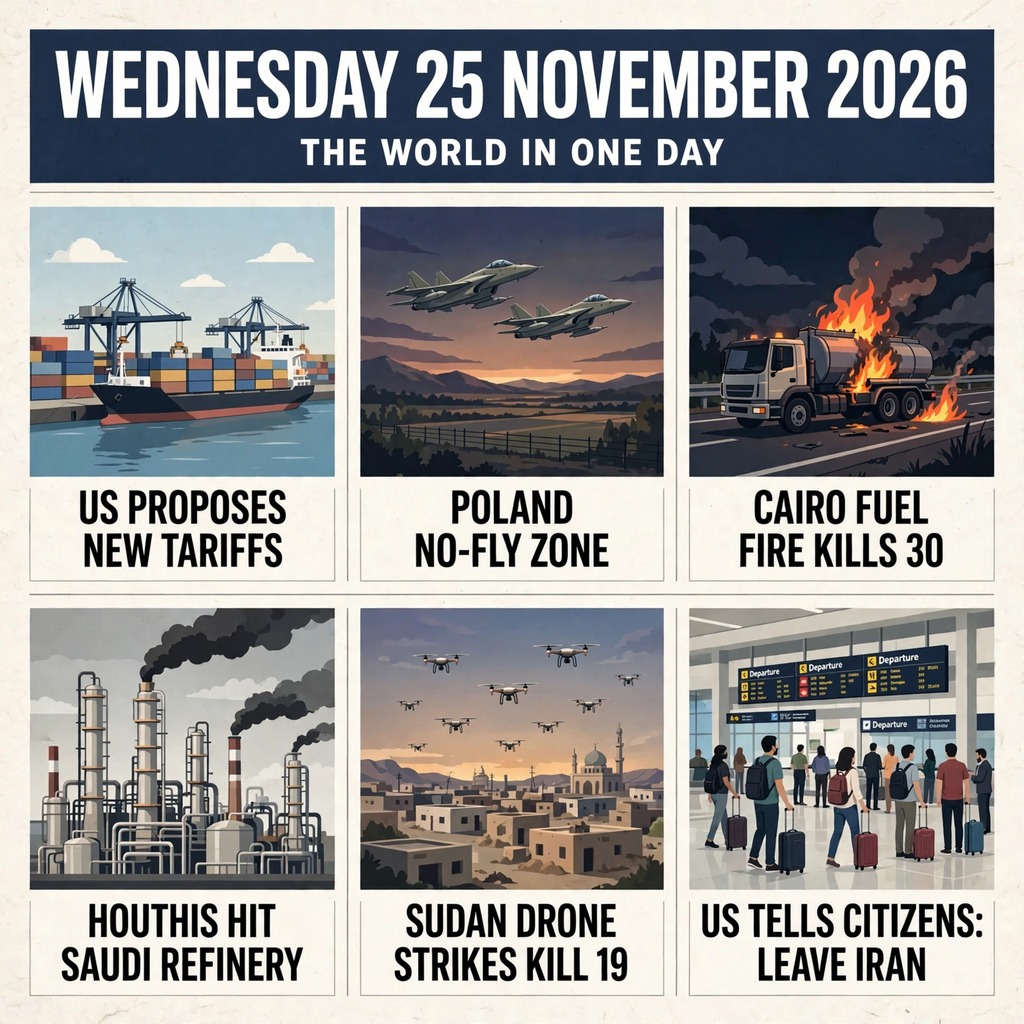 WEDNESDAY 25 NOVEMBER 2026
THE WORLD IN ONE DAY
US PROPOSES
NEW TARIFFS
POLAND
NO-FLY ZONE
CAIRO FUEL
FIRE KILLS 30
Departure
Departure
Departure
Departure
HOUTHIS HIT
SAUDI REFINERY
SUDAN DRONE
STRIKES KILL 19
US TELLS CITIZENS:
LEAVE IRAN